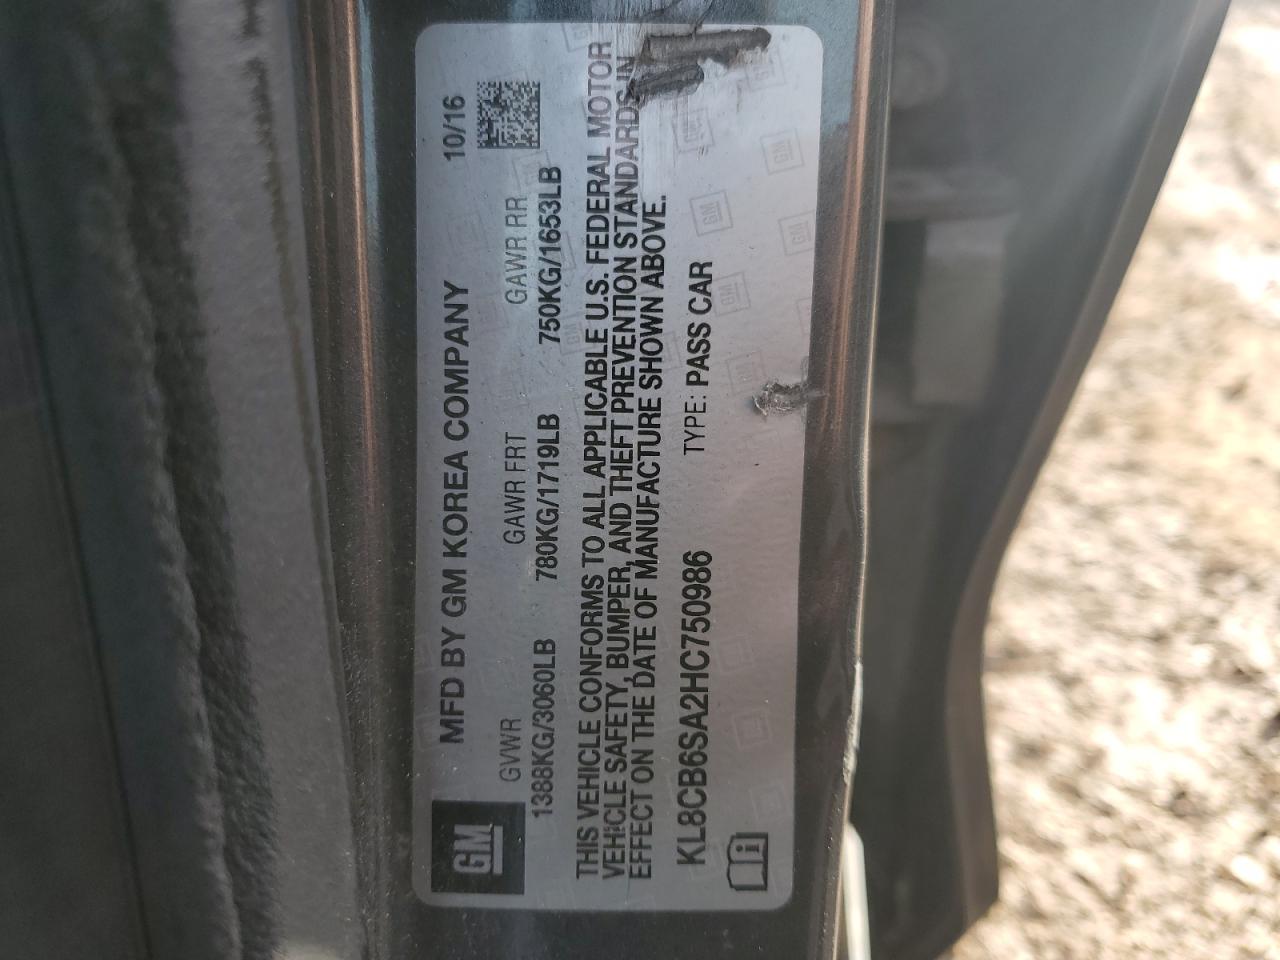 GM
MFD BY GM KOREA COMPANY 10/16
GVWR GAWR FRT GAWR RR
1388KG/3060LB 780KG/1719LB 750KG/1653LB
THIS VEHICLE CONFORMS TO ALL APPLICABLE U.S. FEDERAL MOTOR
VEHICLE SAFETY, BUMPER, AND THEFT PREVENTION STANDARDS IN
EFFECT ON THE DATE OF MANUFACTURE SHOWN ABOVE.
KL8CB6SA2HC750986 TYPE: PASS CAR